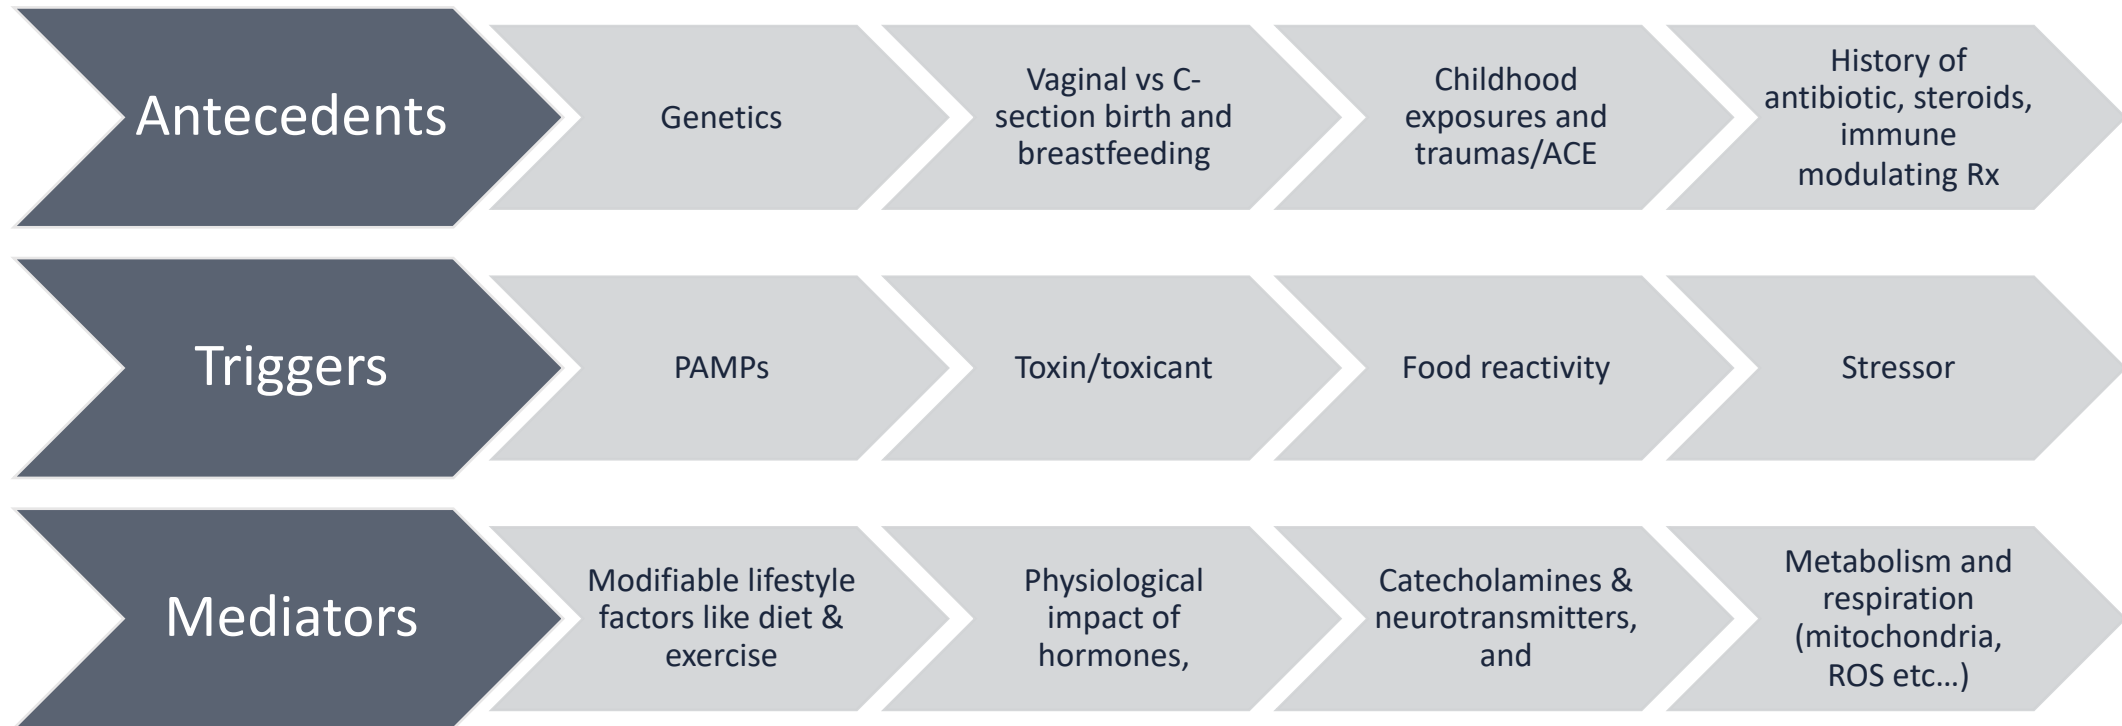 Antecedents
Genetics
Vaginal vs C-
section birth and
breastfeeding
Childhood
exposures and
traumas/ACE
History of
antibiotic, steroids,
immune
modulating Rx
Triggers
PAMPs
Toxin/toxicant
Food reactivity
Stressor
Mediators
Modifiable lifestyle
factors like diet &
exercise
Physiological
impact of
hormones,
Catecholamines &
neurotransmitters,
and
Metabolism and
respiration
(mitochondria,
ROS etc…)